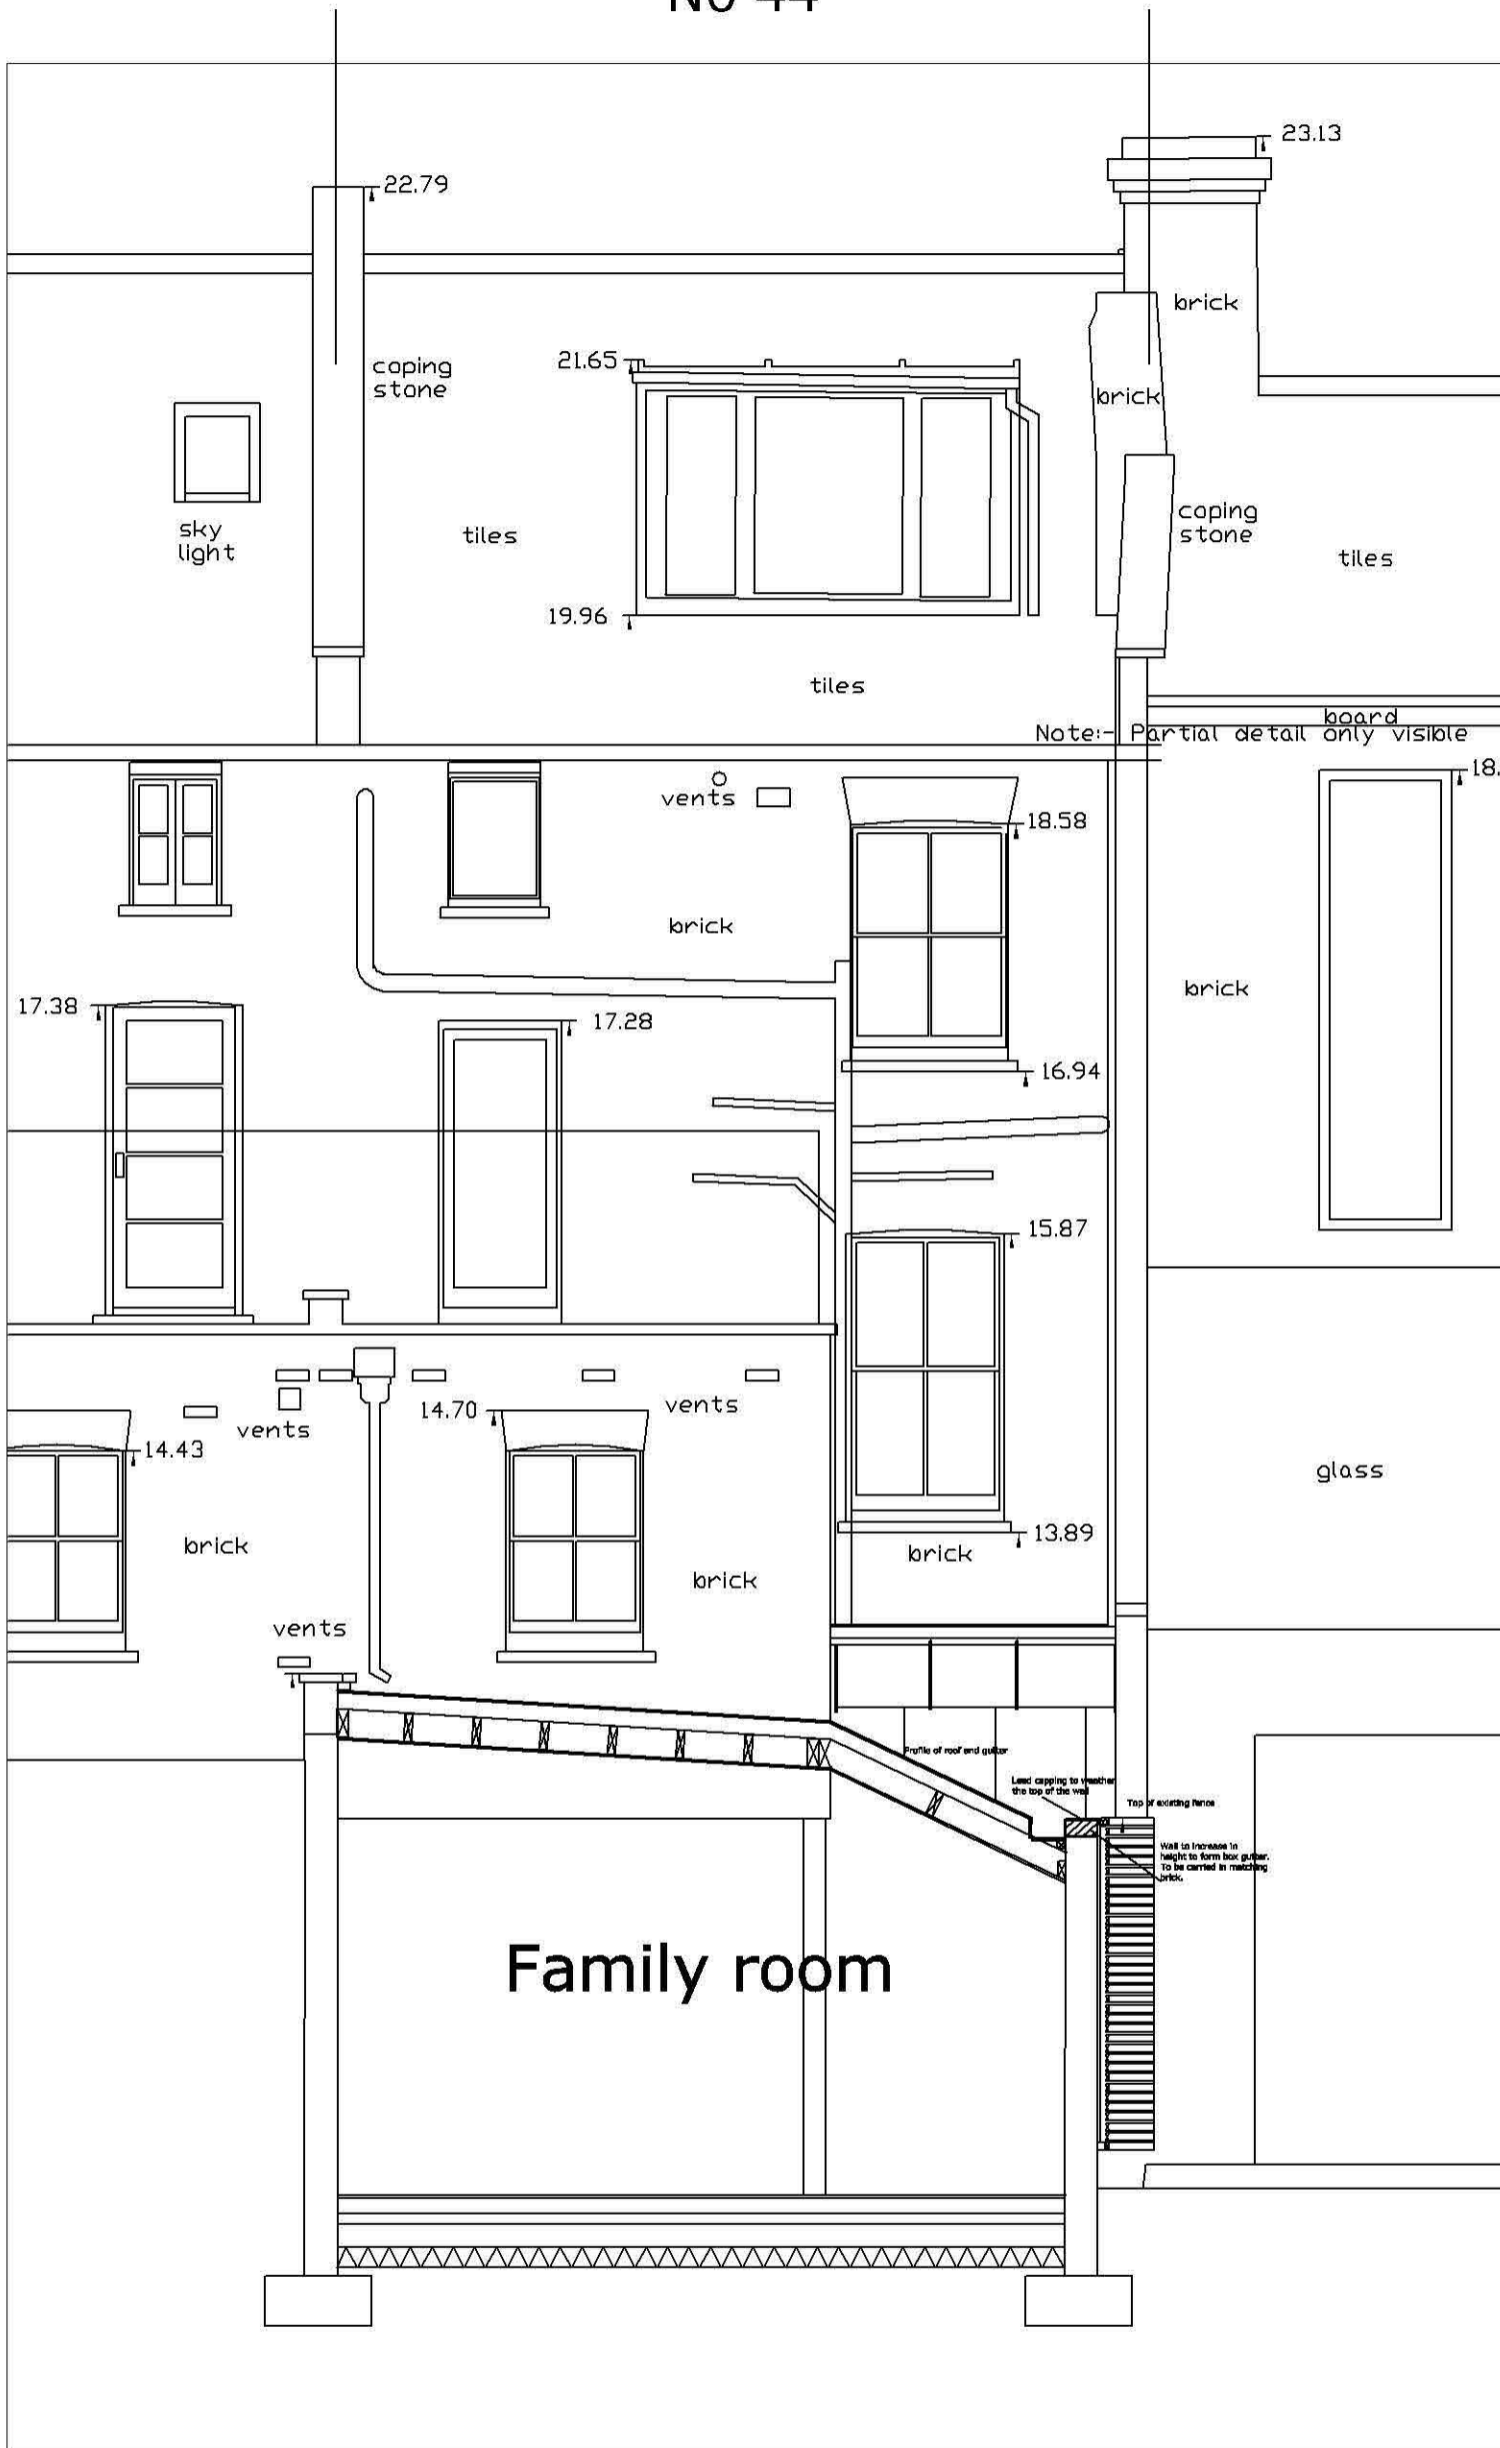 No 44
23.13
22.79
brick
21.65
coping
stone
brick
coping
stone
sky
light
tiles
tiles
19.96
tiles
board
Note:- Partial detail only visible
18.
vents
18.58
brick
brick
17.38
17.28
16.94
15.87
14.70
vents
vents
14.43
glass
13.89
brick
brick
brick
vents
Profile of roof and gutter
Lead capping to weather
the top of the wall
Top of existing fence
Wall to increase in
height to form box gutter.
To be carried in matching
brick.
Family room